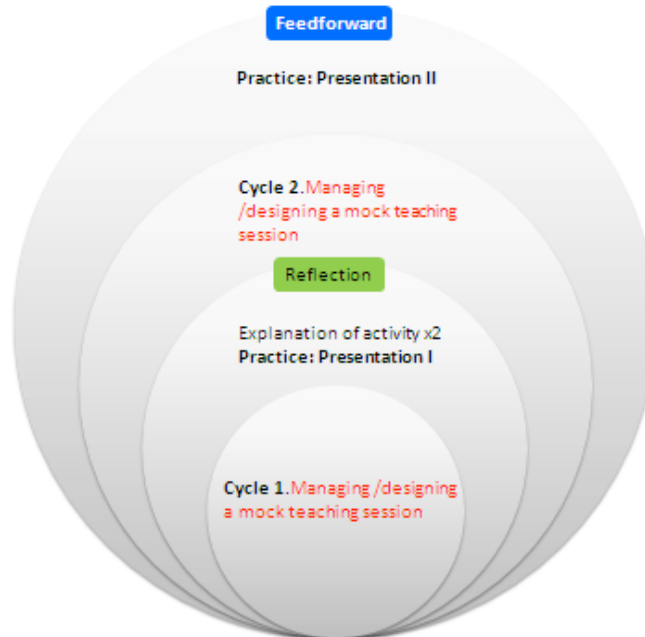 Feedforward
Practice: Presentation II
Cycle 2.Managing
/designing a mock teaching
session
Reflection
Explanation of activity x2
Practice: Presentation I
Cycle 1.Managing /designing
a mock teaching session